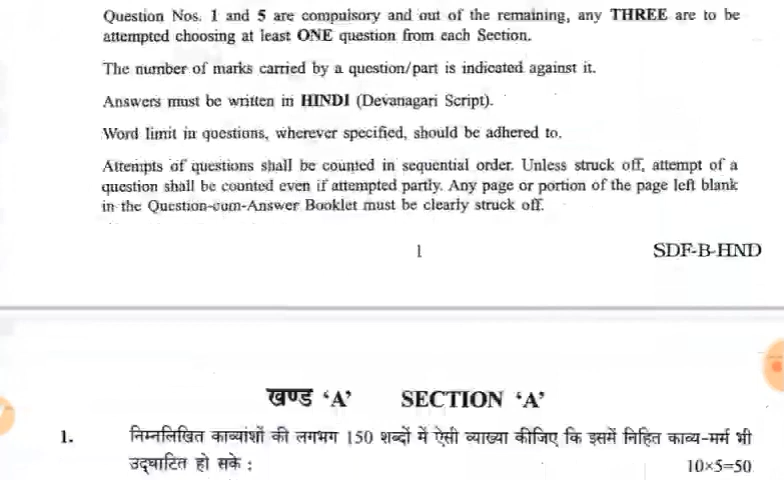 Question Nos. 1 and 5 are compulsory and out of the remaining, any THREE are to be
attempted choosing at least ONE question from each Section.
The number of marks carried by a question/part is indicated against it.
Answers must be written in HINDI (Devanagari Script).
Word limit in questions, wherever specified, should be adhered to.
Attempts of questions shall be counted in sequential order. Unless struck off, attempt of a
question shall be counted even if attempted partly. Any page or portion of the page left blank
in the Question-cum-Answer Booklet must be clearly struck off.
1 SDF-B-HND
खण्ड ‘A’ SECTION ‘A’
1. निम्नलिखित काव्यांशों की लगभग 150 शब्दों में ऐसी व्याख्या कीजिए कि इसमें निहित काव्य-मर्म भी
उद्घाटित हो सके : 10×5=50